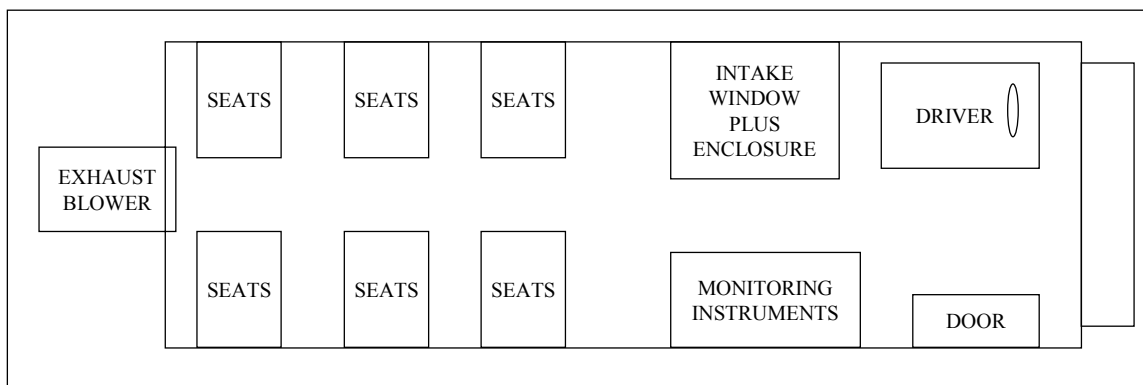 SEATS
SEATS
SEATS
INTAKE
WINDOW
PLUS
ENCLOSURE
DRIVER
EXHAUST
BLOWER
SEATS
SEATS
SEATS
MONITORING
INSTRUMENTS
DOOR